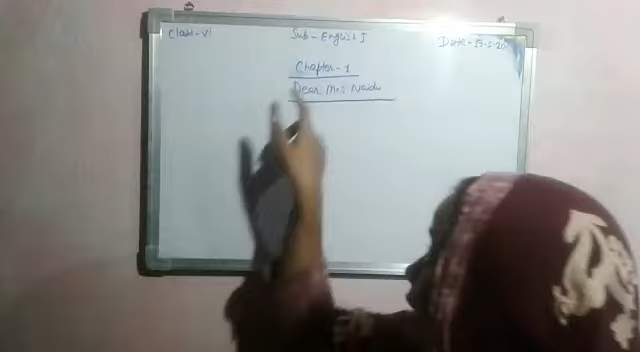 Class-VI
Sub- English I
Date-19-5-20
Chapter-1
Dear Mrs Naidu